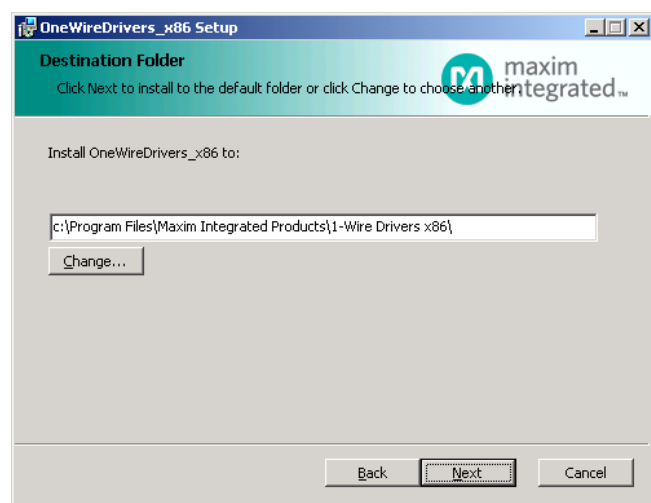 OneWireDrivers_x86 Setup
Destination Folder
Click Next to install to the default folder or click Change to choose another.
maxim
integrated™
Install OneWireDrivers_x86 to:
c:\Program Files\Maxim Integrated Products\1-Wire Drivers x86\
Change...
Back
Next
Cancel